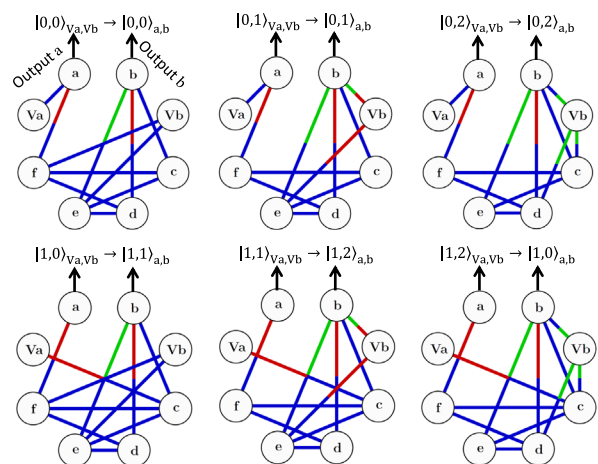 |0,0⟩Va,Vb → |0,0⟩a,b
|0,1⟩Va,Vb → |0,1⟩a,b
|0,2⟩Va,Vb → |0,2⟩a,b
Output a
Output b
a b a b a b
Va Vb Va Vb Va Vb
f c f c f c
e d e d e d
|1,0⟩Va,Vb → |1,1⟩a,b
|1,1⟩Va,Vb → |1,2⟩a,b
|1,2⟩Va,Vb → |1,0⟩a,b
a b a b a b
Va Vb Va Vb Va Vb
f c f c f c
e d e d e d